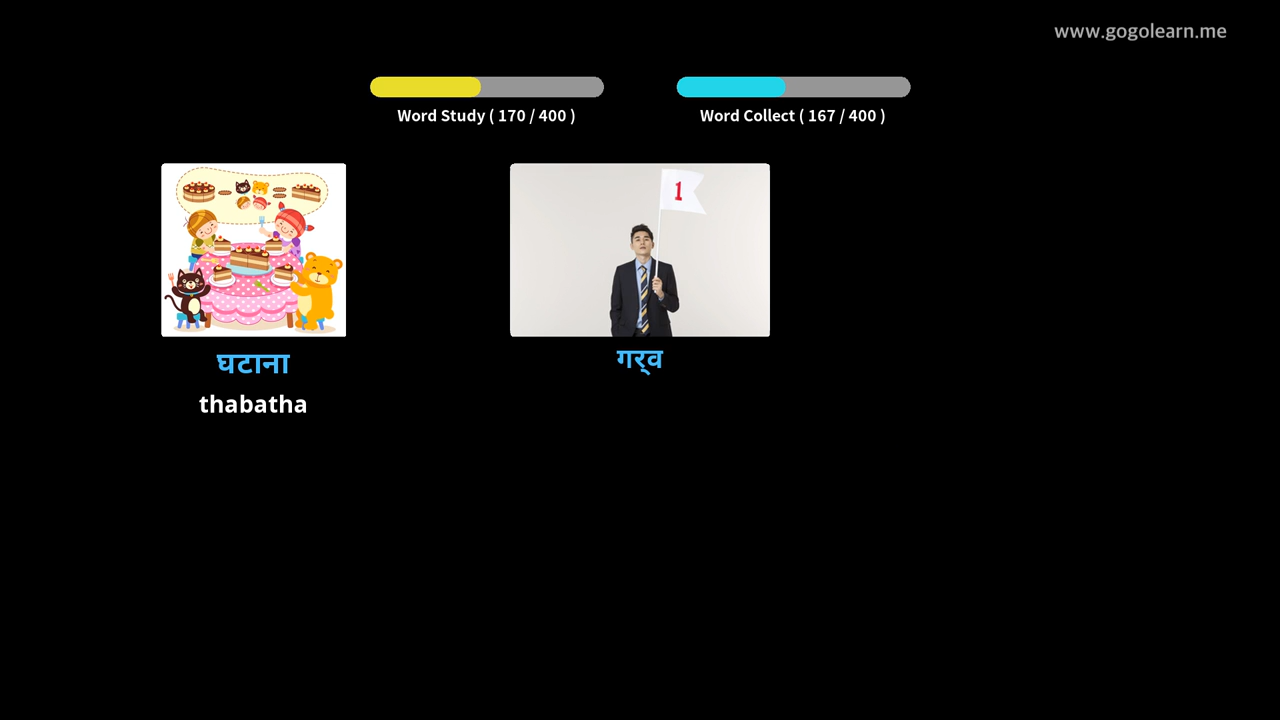 www.gogolearn.me
Word Study ( 170 / 400 )
Word Collect ( 167 / 400 )
1
घटाना
गर्‍व
thabatha